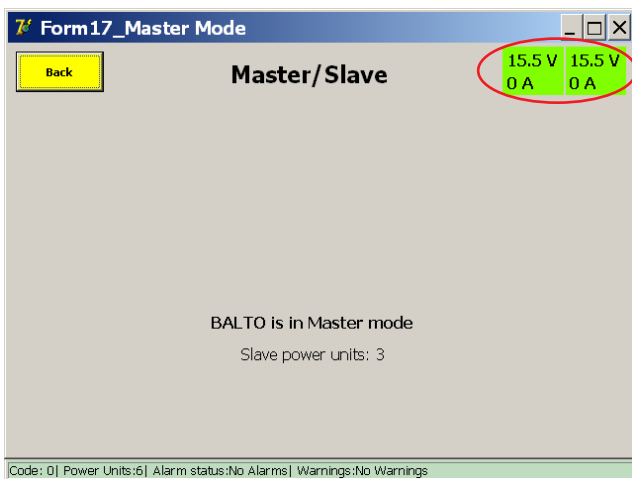 Form17_Master Mode
Back
Master/Slave
15.5 V 15.5 V
0 A 0 A
BALTO is in Master mode
Slave power units: 3
Code: 0| Power Units:6| Alarm status:No Alarms| Warnings:No Warnings